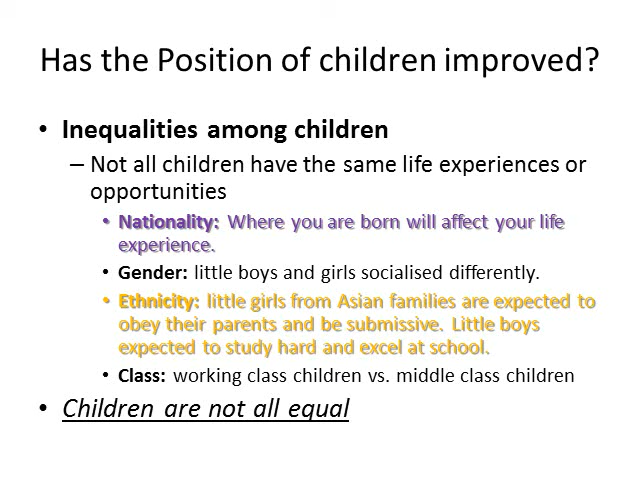 Has the Position of children improved?
• Inequalities among children
– Not all children have the same life experiences or
opportunities
• Nationality: Where you are born will affect your life
experience.
• Gender: little boys and girls socialised differently.
• Ethnicity: little girls from Asian families are expected to
obey their parents and be submissive. Little boys
expected to study hard and excel at school.
• Class: working class children vs. middle class children
• Children are not all equal